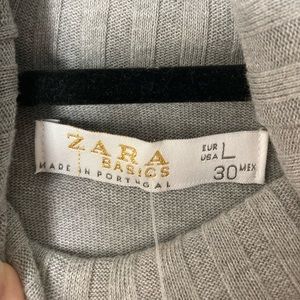 ZARA
BASICS
MADE IN PORTUGAL
EUR
USA L
30 MEX